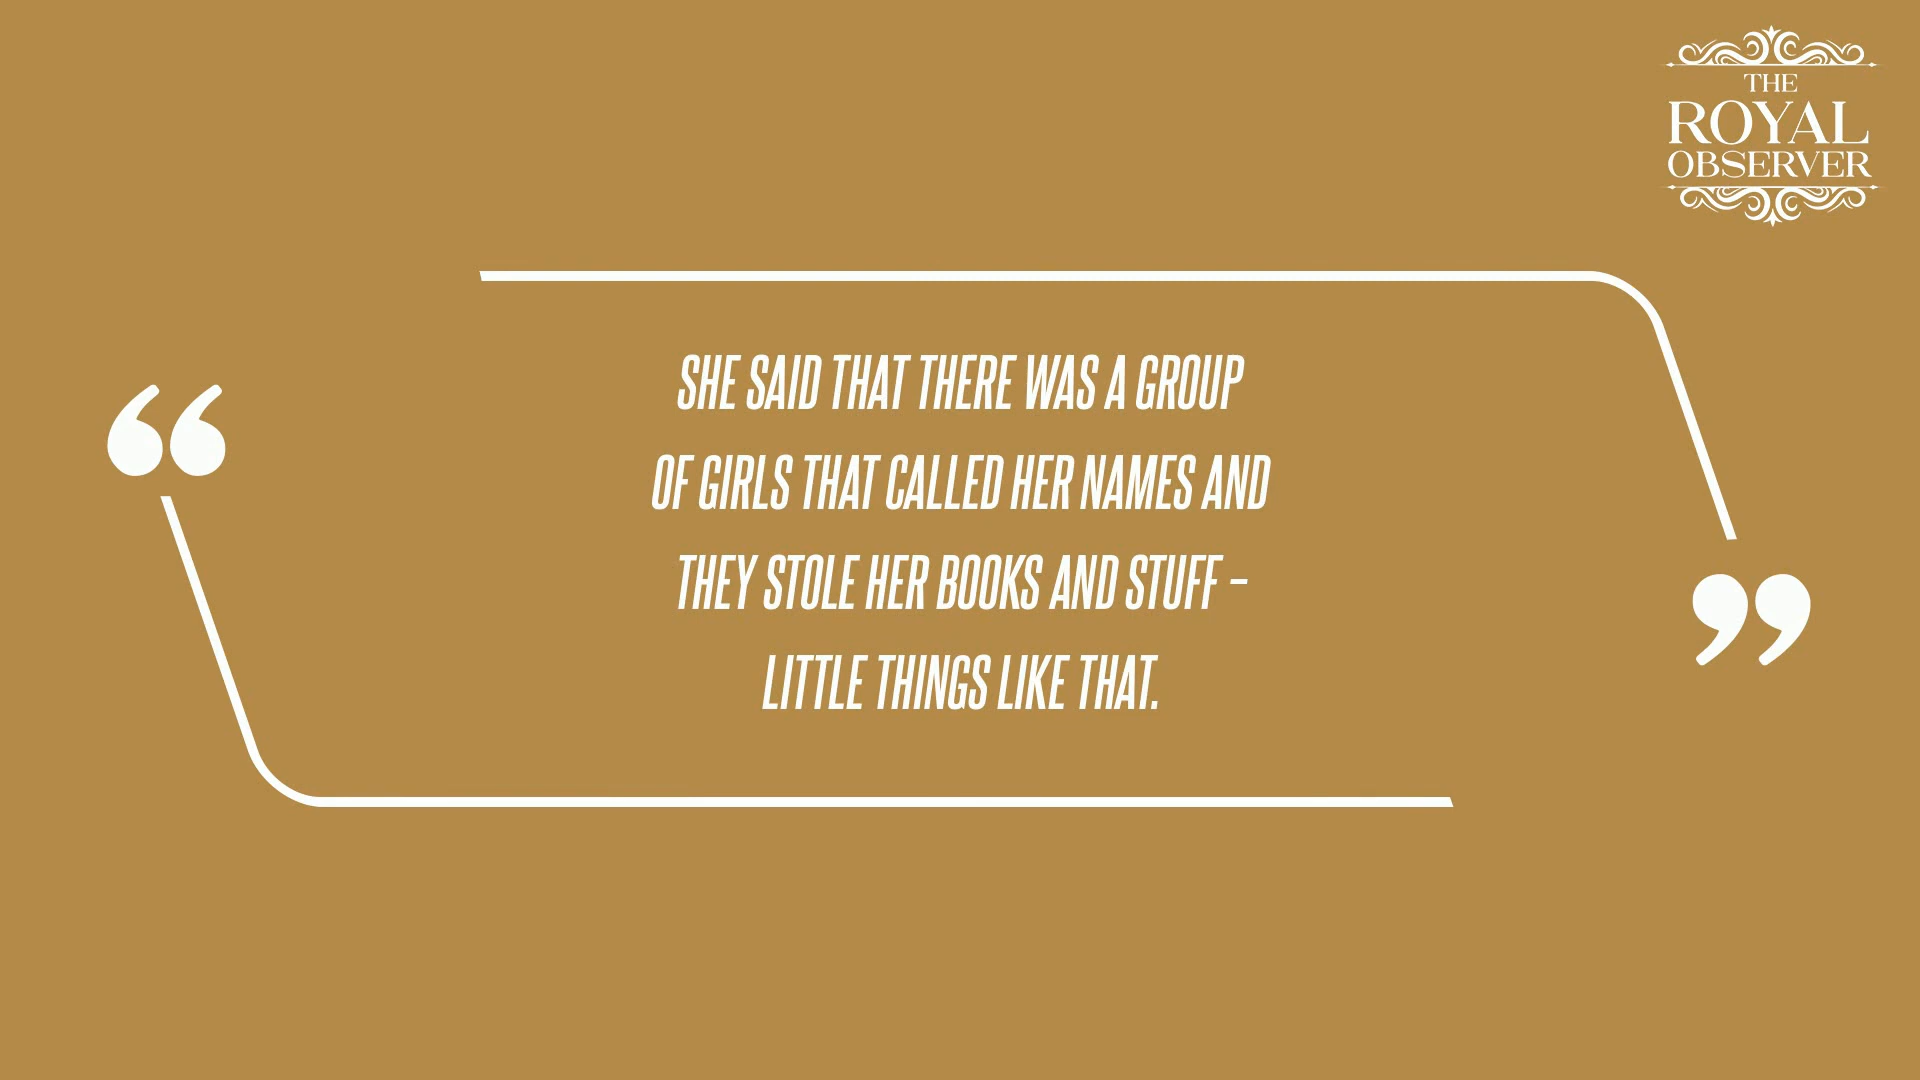 THE
ROYAL
OBSERVER
SHE SAID THAT THERE WAS A GROUP
OF GIRLS THAT CALLED HER NAMES AND
THEY STOLE HER BOOKS AND STUFF –
LITTLE THINGS LIKE THAT.